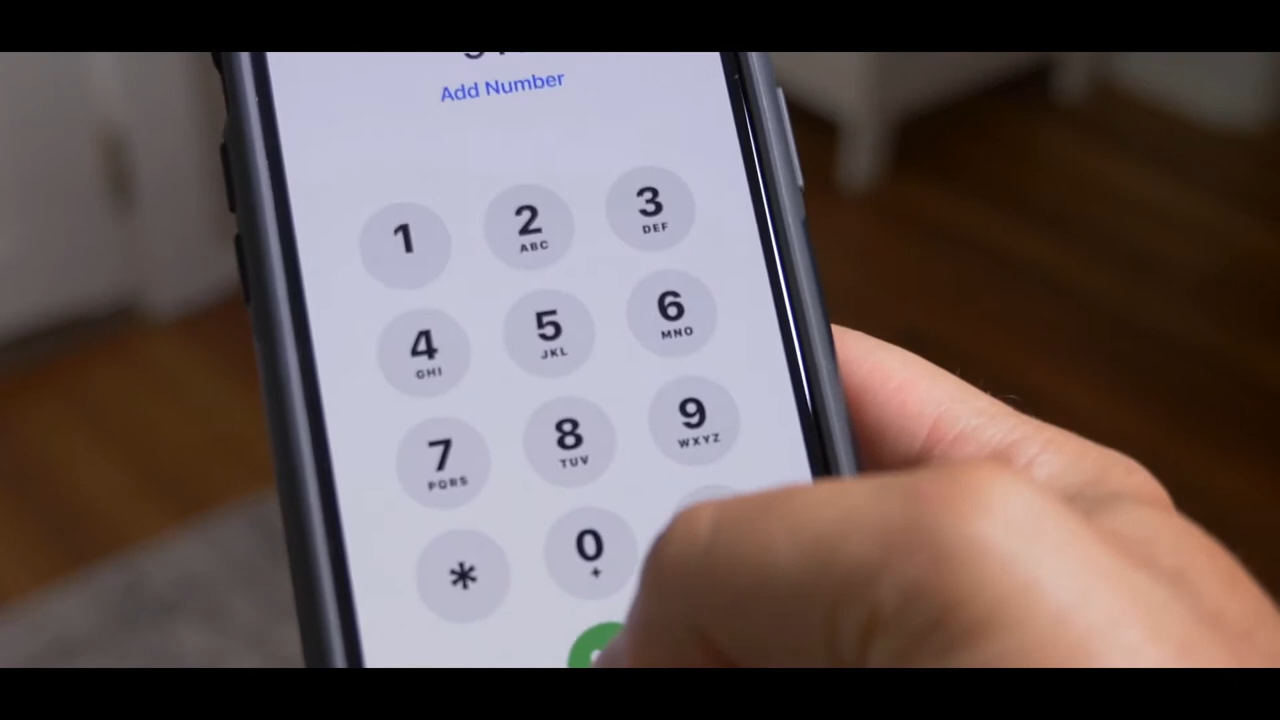 Add Number
1 2 3
ABC DEF
4 5 6
GHI JKL MNO
7 8 9
PQRS TUV WXYZ
* 0
+